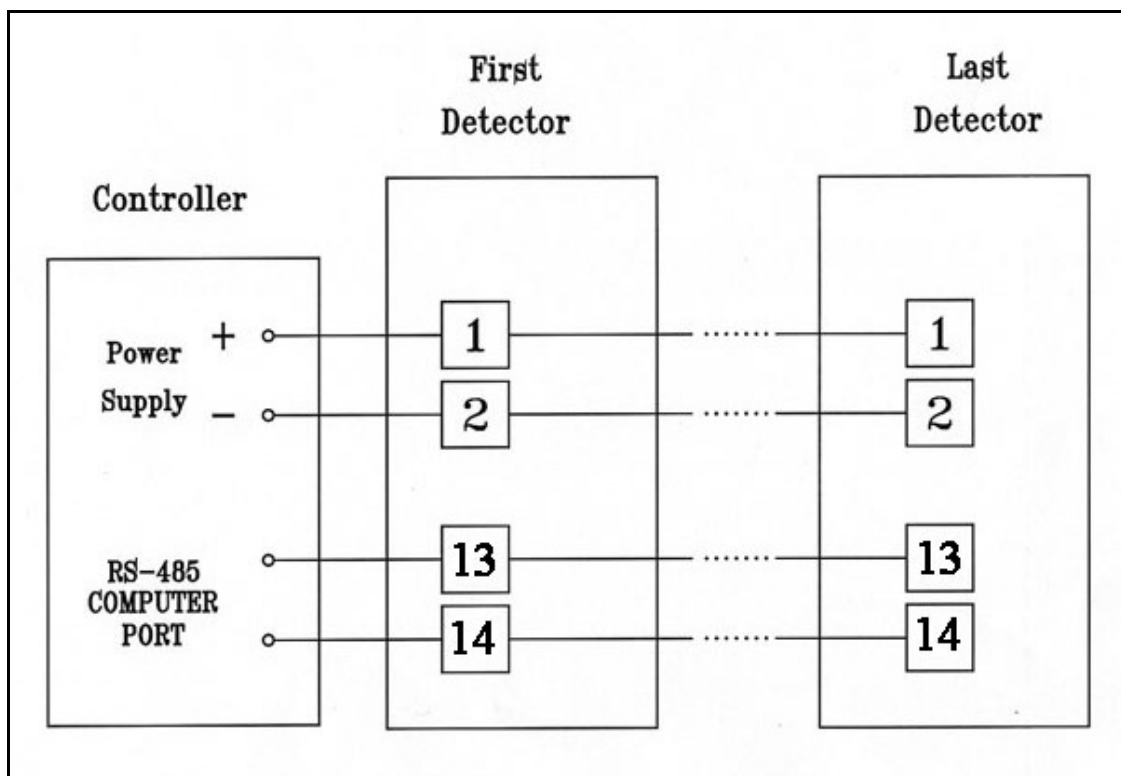 First
Detector
Last
Detector
Controller
Power
Supply
+
−
1
2
1
2
RS-485
COMPUTER
PORT
13
14
13
14